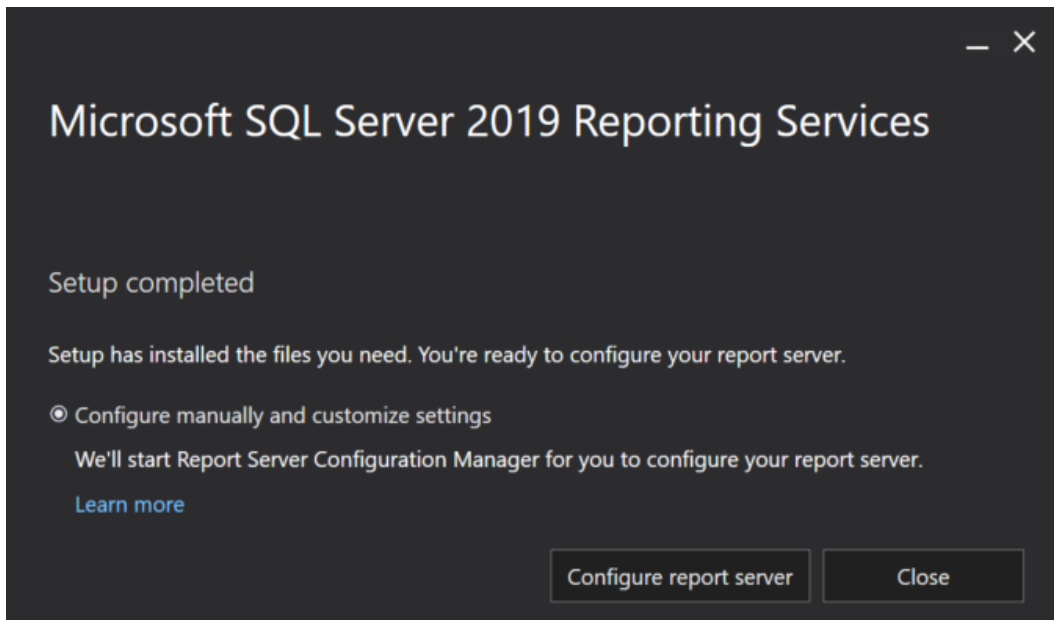 Microsoft SQL Server 2019 Reporting Services
Setup completed
Setup has installed the files you need. You're ready to configure your report server.
Configure manually and customize settings
We'll start Report Server Configuration Manager for you to configure your report server.
Learn more
Configure report server
Close